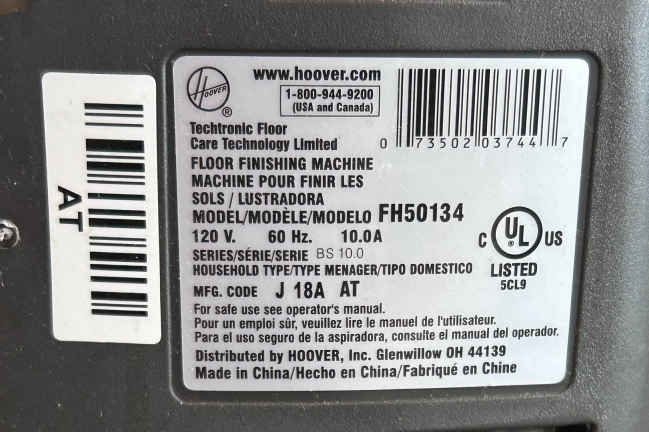 AT
HOOVER
®
www.hoover.com
1-800-944-9200
(USA and Canada)
Techtronic Floor
Care Technology Limited
0 73502 03744 7
FLOOR FINISHING MACHINE
MACHINE POUR FINIR LES
SOLS / LUSTRADORA
MODEL/MODÈLE/MODELO FH50134
120 V. 60 Hz. 10.0A
SERIES/SÉRIE/SERIE BS 10.0
HOUSEHOLD TYPE/TYPE MENAGER/TIPO DOMESTICO
MFG. CODE J 18A AT
C UL US
®
LISTED
5CL9
For safe use see operator's manual.
Pour un emploi sûr, veuillez lire le manuel de l'utilisateur.
Para el uso seguro de la aspiradora, consulte el manual del operador.
Distributed by HOOVER, Inc. Glenwillow OH 44139
Made in China/Hecho en China/Fabriqué en Chine